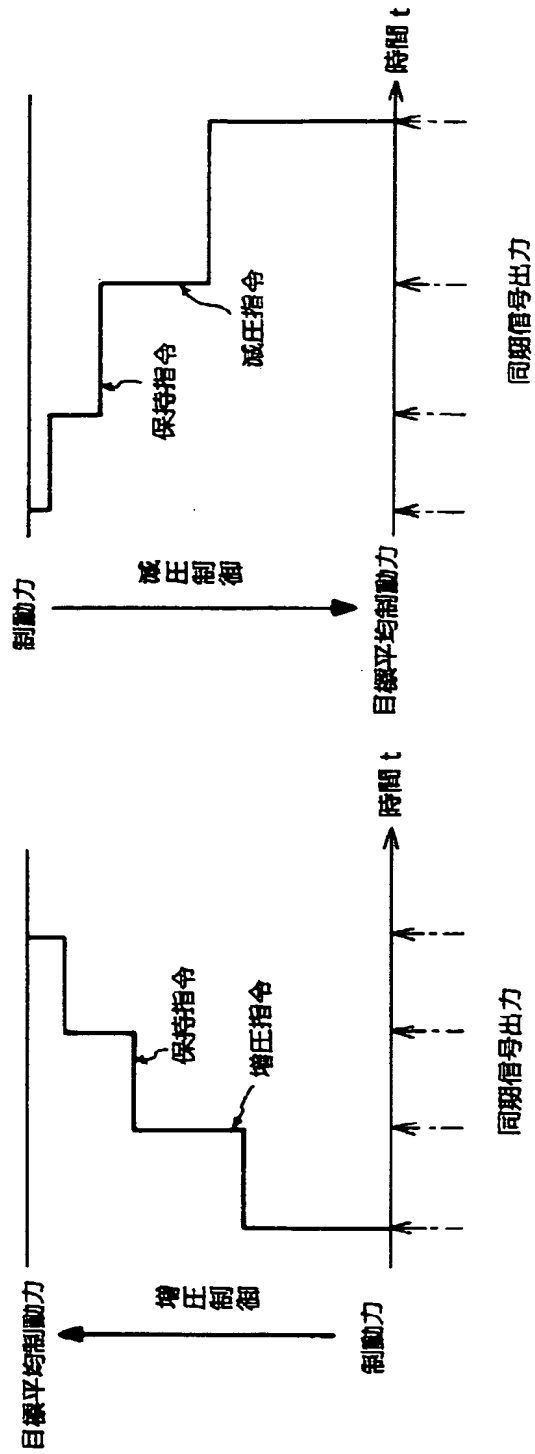 目標平均制動力
増圧制御
制動力
保持指令
増圧指令
時間 t
同期信号出力
制動力
減圧制御
目標平均制動力
保持指令
減圧指令
時間 t
同期信号出力